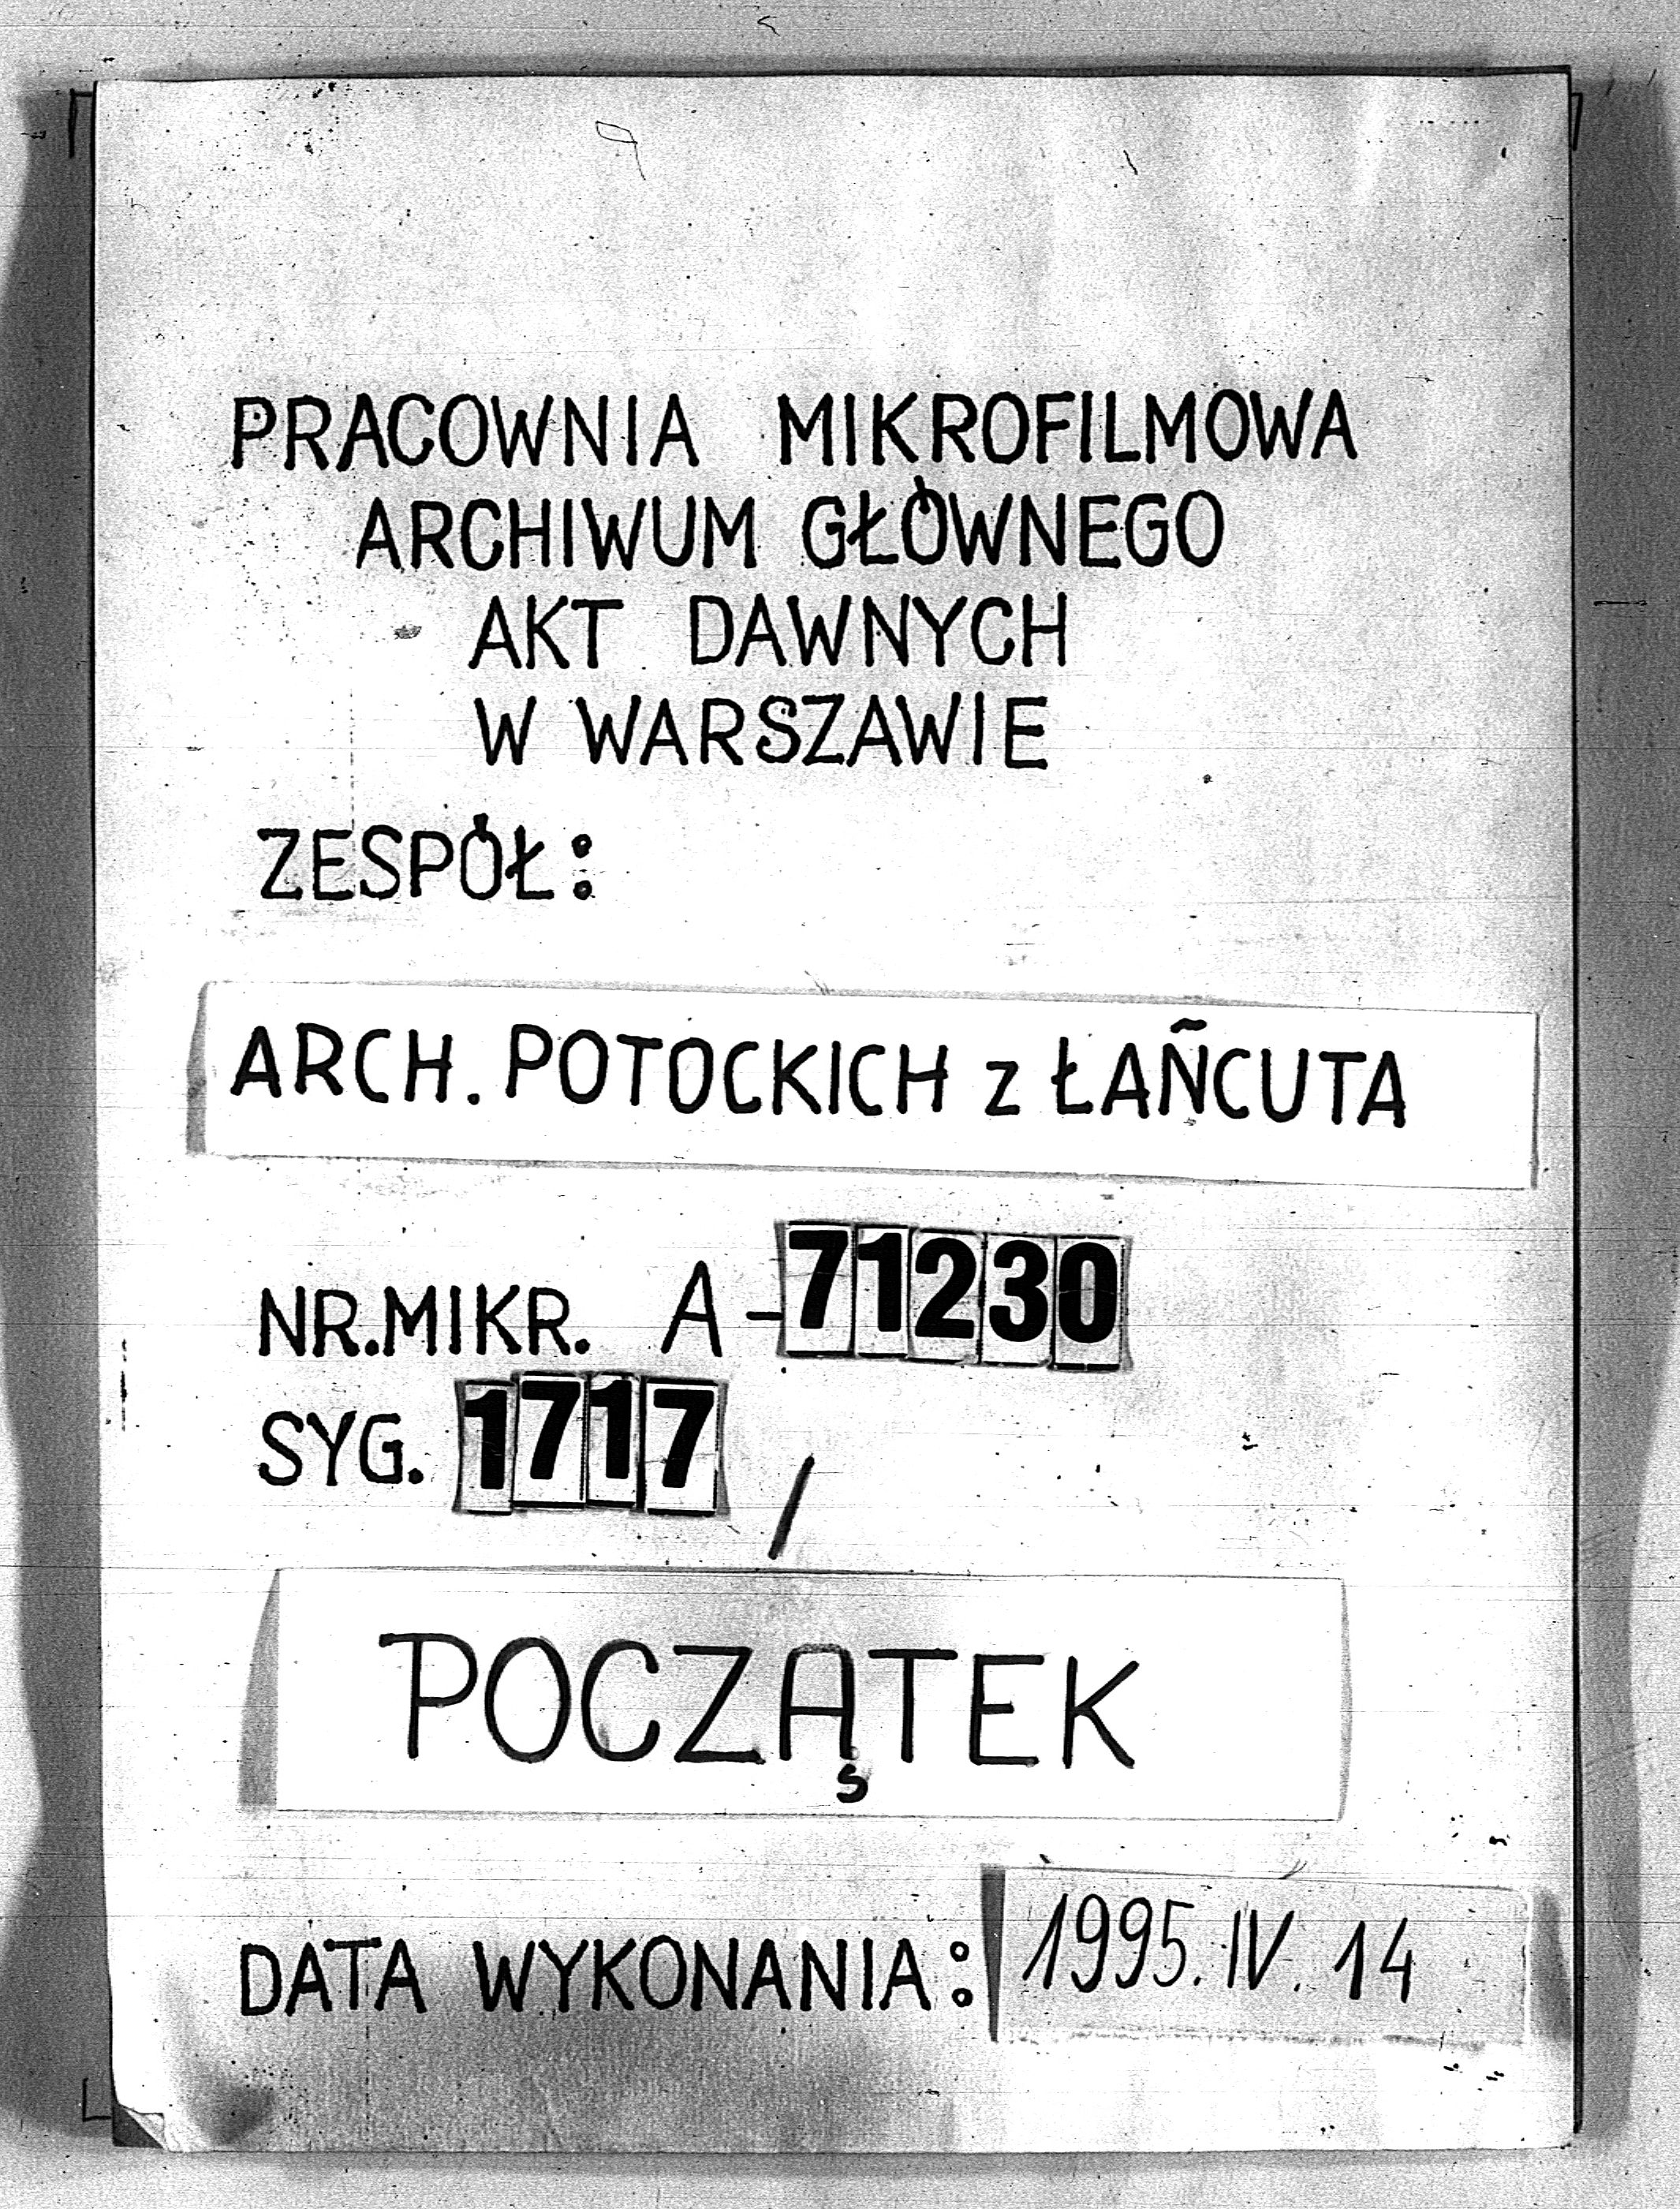 PRACOWNIA MIKROFILMOWA
ARCHIWUM GŁÓWNEGO
AKT DAWNYCH
W WARSZAWIE
ZESPÓŁ:
ARCH. POTOCKICH z ŁAŃCUTA
NR.MIKR. A-71230
SYG. 1717 /
POCZĄTEK
DATA WYKONANIA: 1995.IV.14